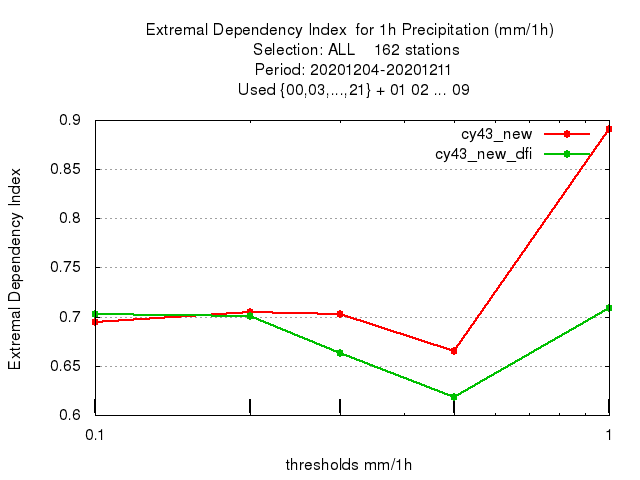 Extremal Dependency Index  for 1h Precipitation (mm/1h)
Selection: ALL    162 stations
Period: 20201204-20201211
Used {00,03,...,21} + 01 02 ... 09
cy43_new
cy43_new_dfi
0.9
0.85
0.8
0.75
0.7
0.65
0.6
Extremal Dependency Index
0.1
1
thresholds mm/1h